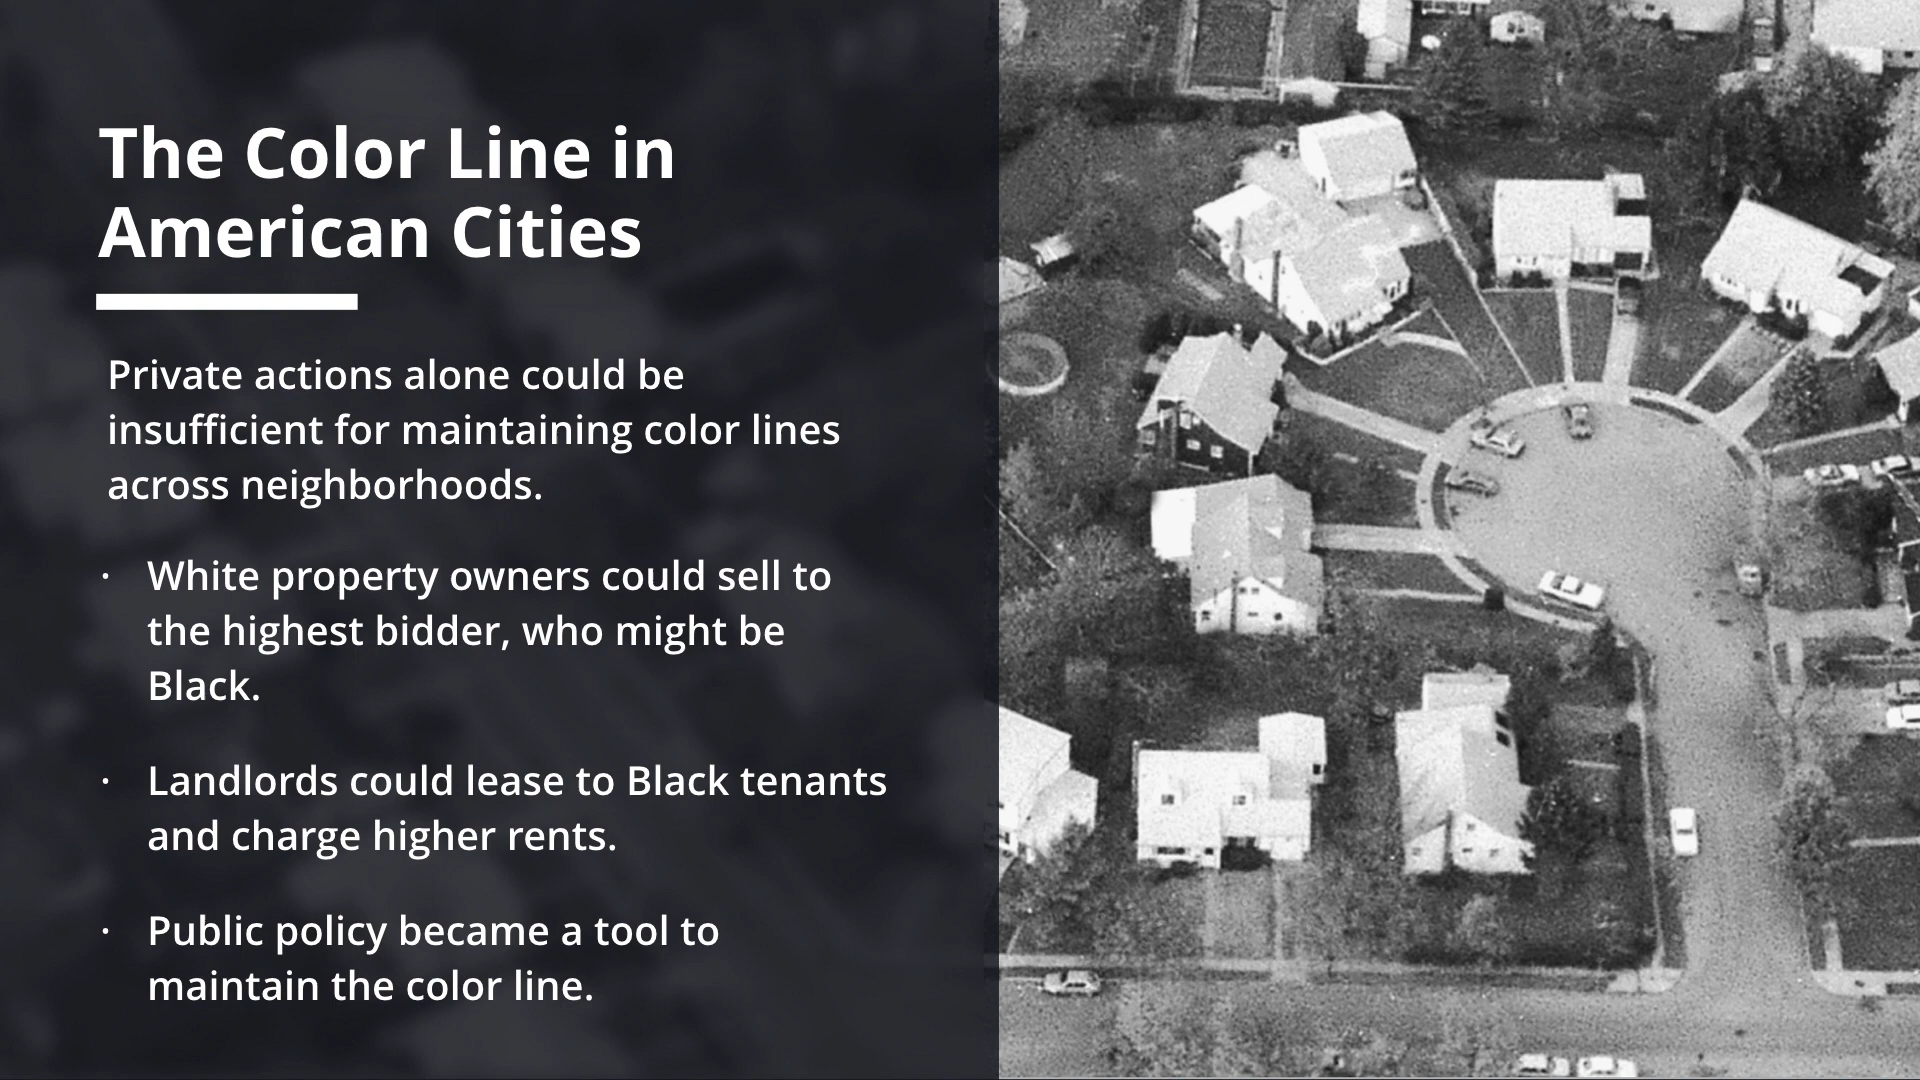 The Color Line in
American Cities
Private actions alone could be
insufficient for maintaining color lines
across neighborhoods.
· White property owners could sell to
the highest bidder, who might be
Black.
· Landlords could lease to Black tenants
and charge higher rents.
· Public policy became a tool to
maintain the color line.